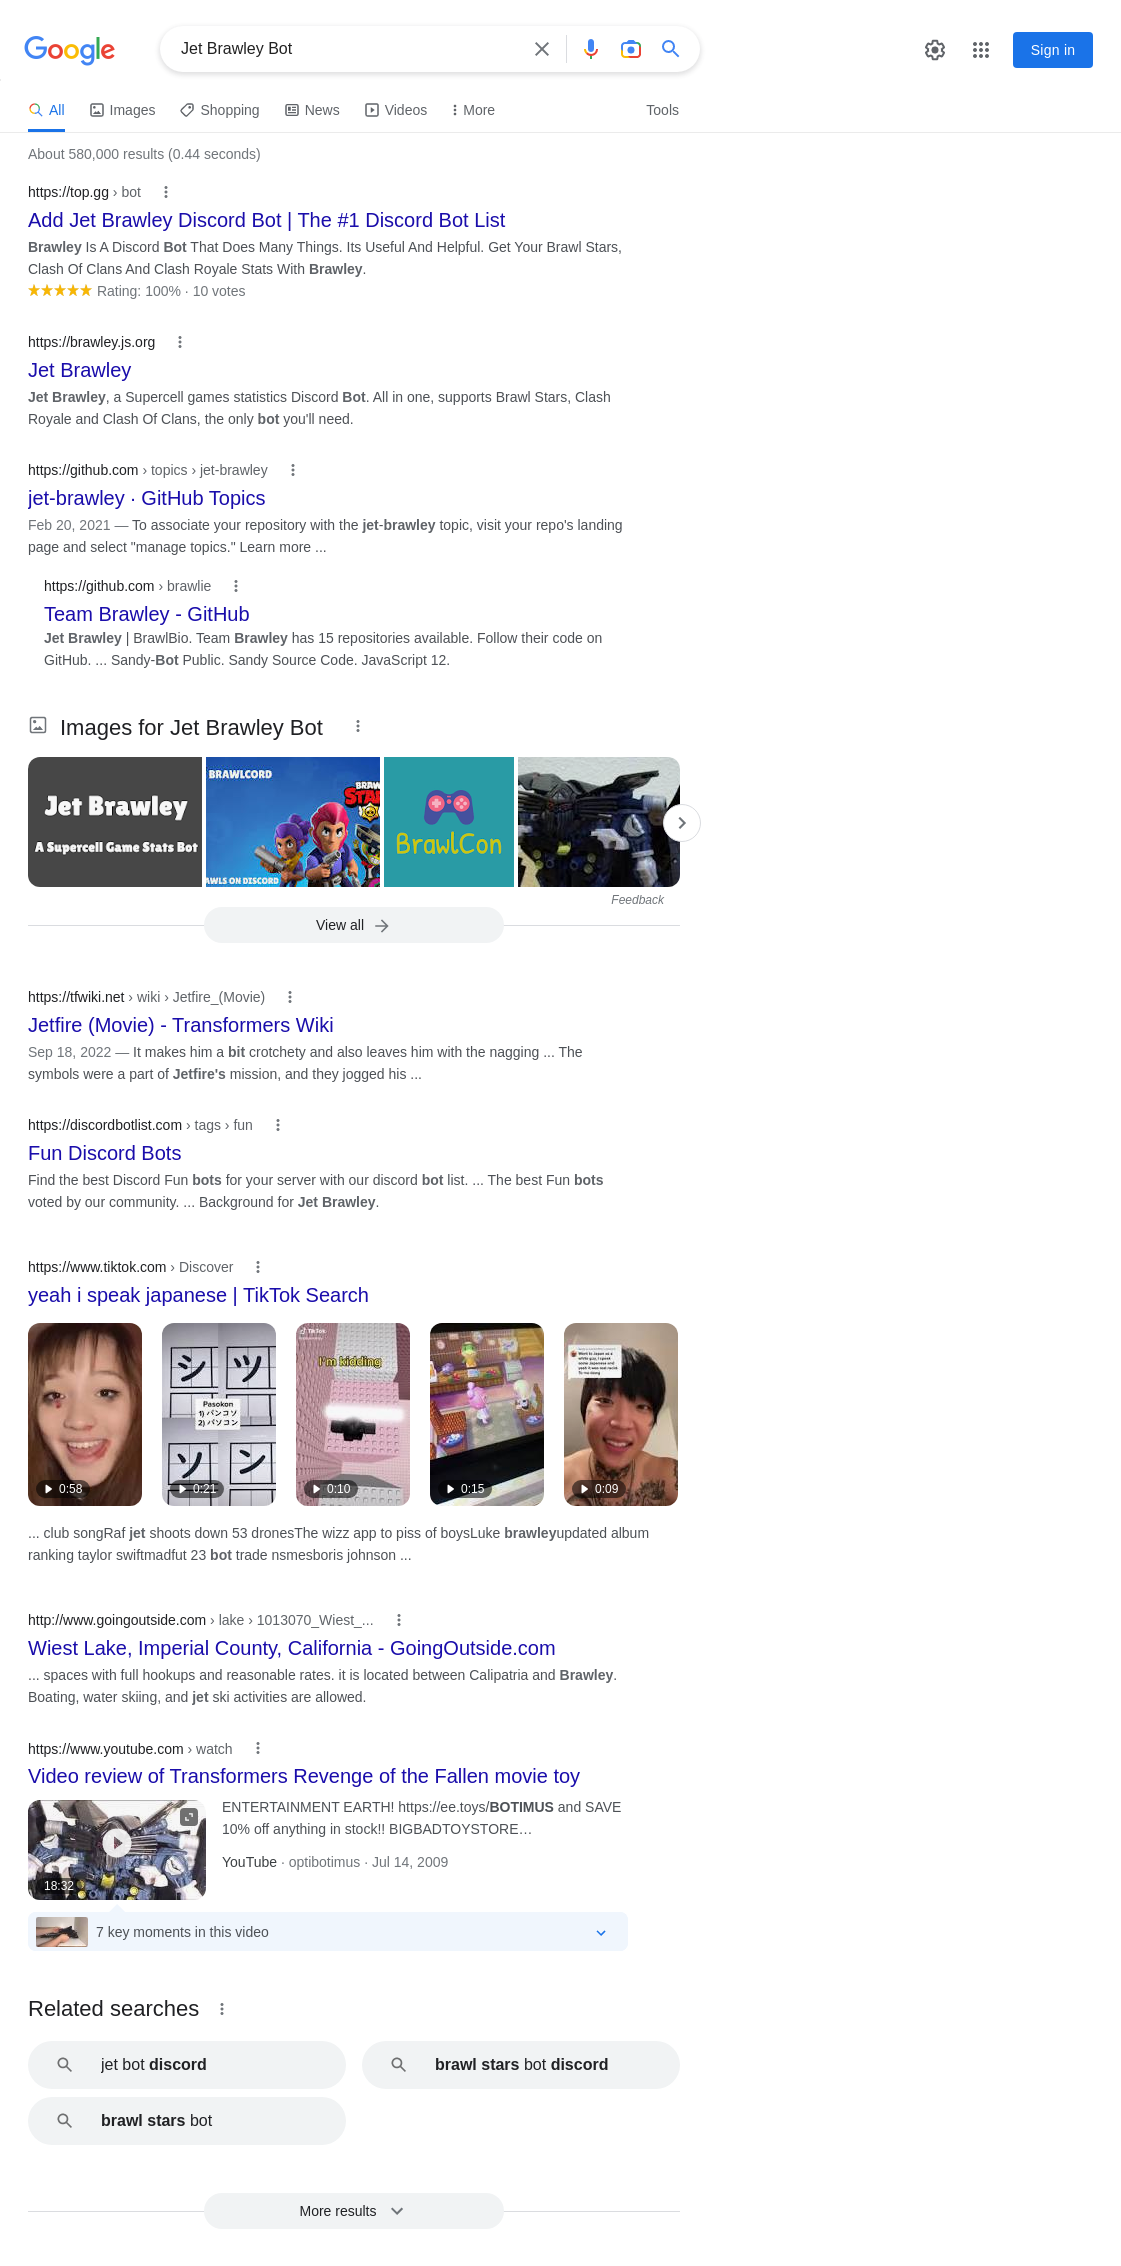 Google
Jet Brawley Bot
Sign in
All
Images
Shopping
News
Videos
More
Tools
About 580,000 results (0.44 seconds)
https://top.gg › bot
Add Jet Brawley Discord Bot | The #1 Discord Bot List
Brawley Is A Discord Bot That Does Many Things. Its Useful And Helpful. Get Your Brawl Stars,
Clash Of Clans And Clash Royale Stats With Brawley.
Rating: 100% · 10 votes
https://brawley.js.org
Jet Brawley
Jet Brawley, a Supercell games statistics Discord Bot. All in one, supports Brawl Stars, Clash
Royale and Clash Of Clans, the only bot you'll need.
https://github.com › topics › jet-brawley
jet-brawley · GitHub Topics
Feb 20, 2021 — To associate your repository with the jet-brawley topic, visit your repo's landing
page and select "manage topics." Learn more ...
https://github.com › brawlie
Team Brawley - GitHub
Jet Brawley | BrawlBio. Team Brawley has 15 repositories available. Follow their code on
GitHub. ... Sandy-Bot Public. Sandy Source Code. JavaScript 12.
Images for Jet Brawley Bot
Jet Brawley
A Supercell Game Stats Bot
BRAWLCORD
BRAW
STA
AWLS ON DISCORD
BrawlCon
Feedback
View all
https://tfwiki.net › wiki › Jetfire_(Movie)
Jetfire (Movie) - Transformers Wiki
Sep 18, 2022 — It makes him a bit crotchety and also leaves him with the nagging ... The
symbols were a part of Jetfire's mission, and they jogged his ...
https://discordbotlist.com › tags › fun
Fun Discord Bots
Find the best Discord Fun bots for your server with our discord bot list. ... The best Fun bots
voted by our community. ... Background for Jet Brawley.
https://www.tiktok.com › Discover
yeah i speak japanese | TikTok Search
0:58
シ ツ
Pasokon
1) パンコソ
2) パソコン
ソ ン
0:21
TikTok
I'm kidding
0:10
0:15
0:09
... club songRaf jet shoots down 53 dronesThe wizz app to piss of boysLuke brawleyupdated album
ranking taylor swiftmadfut 23 bot trade nsmesboris johnson ...
http://www.goingoutside.com › lake › 1013070_Wiest_...
Wiest Lake, Imperial County, California - GoingOutside.com
... spaces with full hookups and reasonable rates. it is located between Calipatria and Brawley.
Boating, water skiing, and jet ski activities are allowed.
https://www.youtube.com › watch
Video review of Transformers Revenge of the Fallen movie toy
18:32
ENTERTAINMENT EARTH! https://ee.toys/BOTIMUS and SAVE
10% off anything in stock!! BIGBADTOYSTORE…
YouTube · optibotimus · Jul 14, 2009
7 key moments in this video
Related searches
jet bot discord
brawl stars bot discord
brawl stars bot
More results